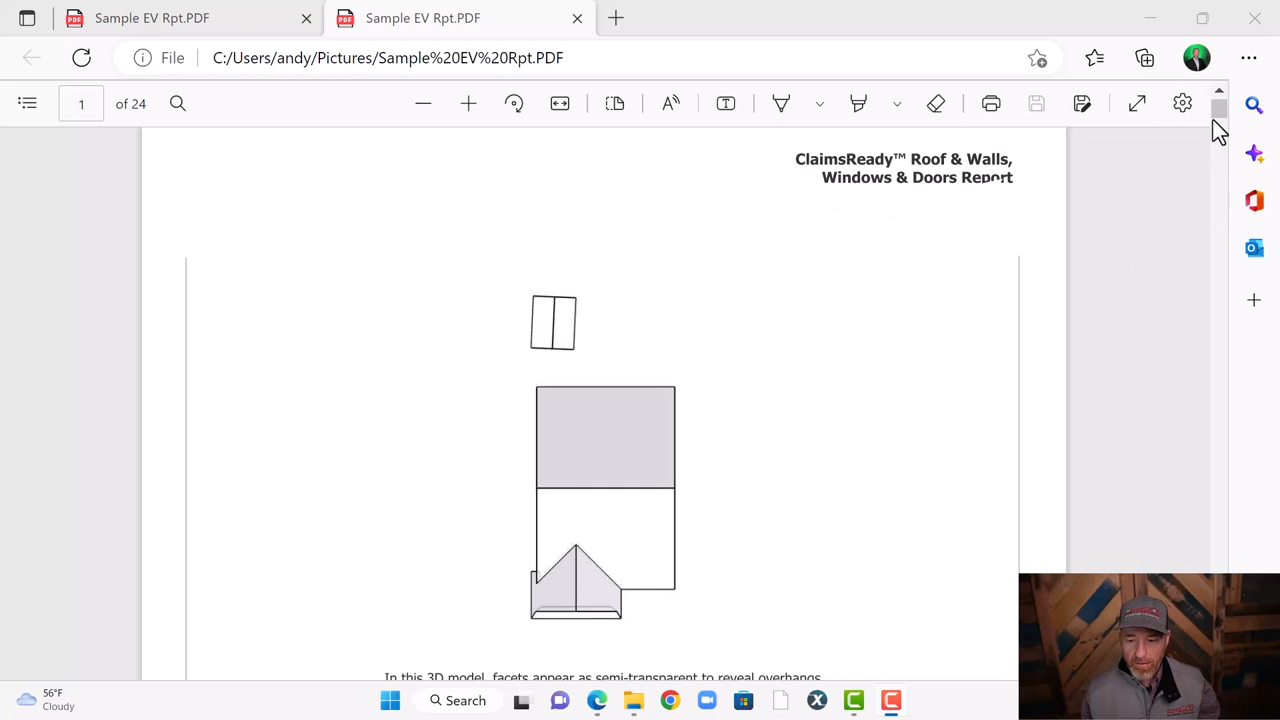 Sample EV Rpt.PDF
Sample EV Rpt.PDF
File
C:/Users/andy/Pictures/Sample%20EV%20Rpt.PDF
1
of 24
ClaimsReady™ Roof & Walls,
Windows & Doors Report
In this 3D model, facets appear as semi-transparent to reveal overhangs.
56°F
Cloudy
Search